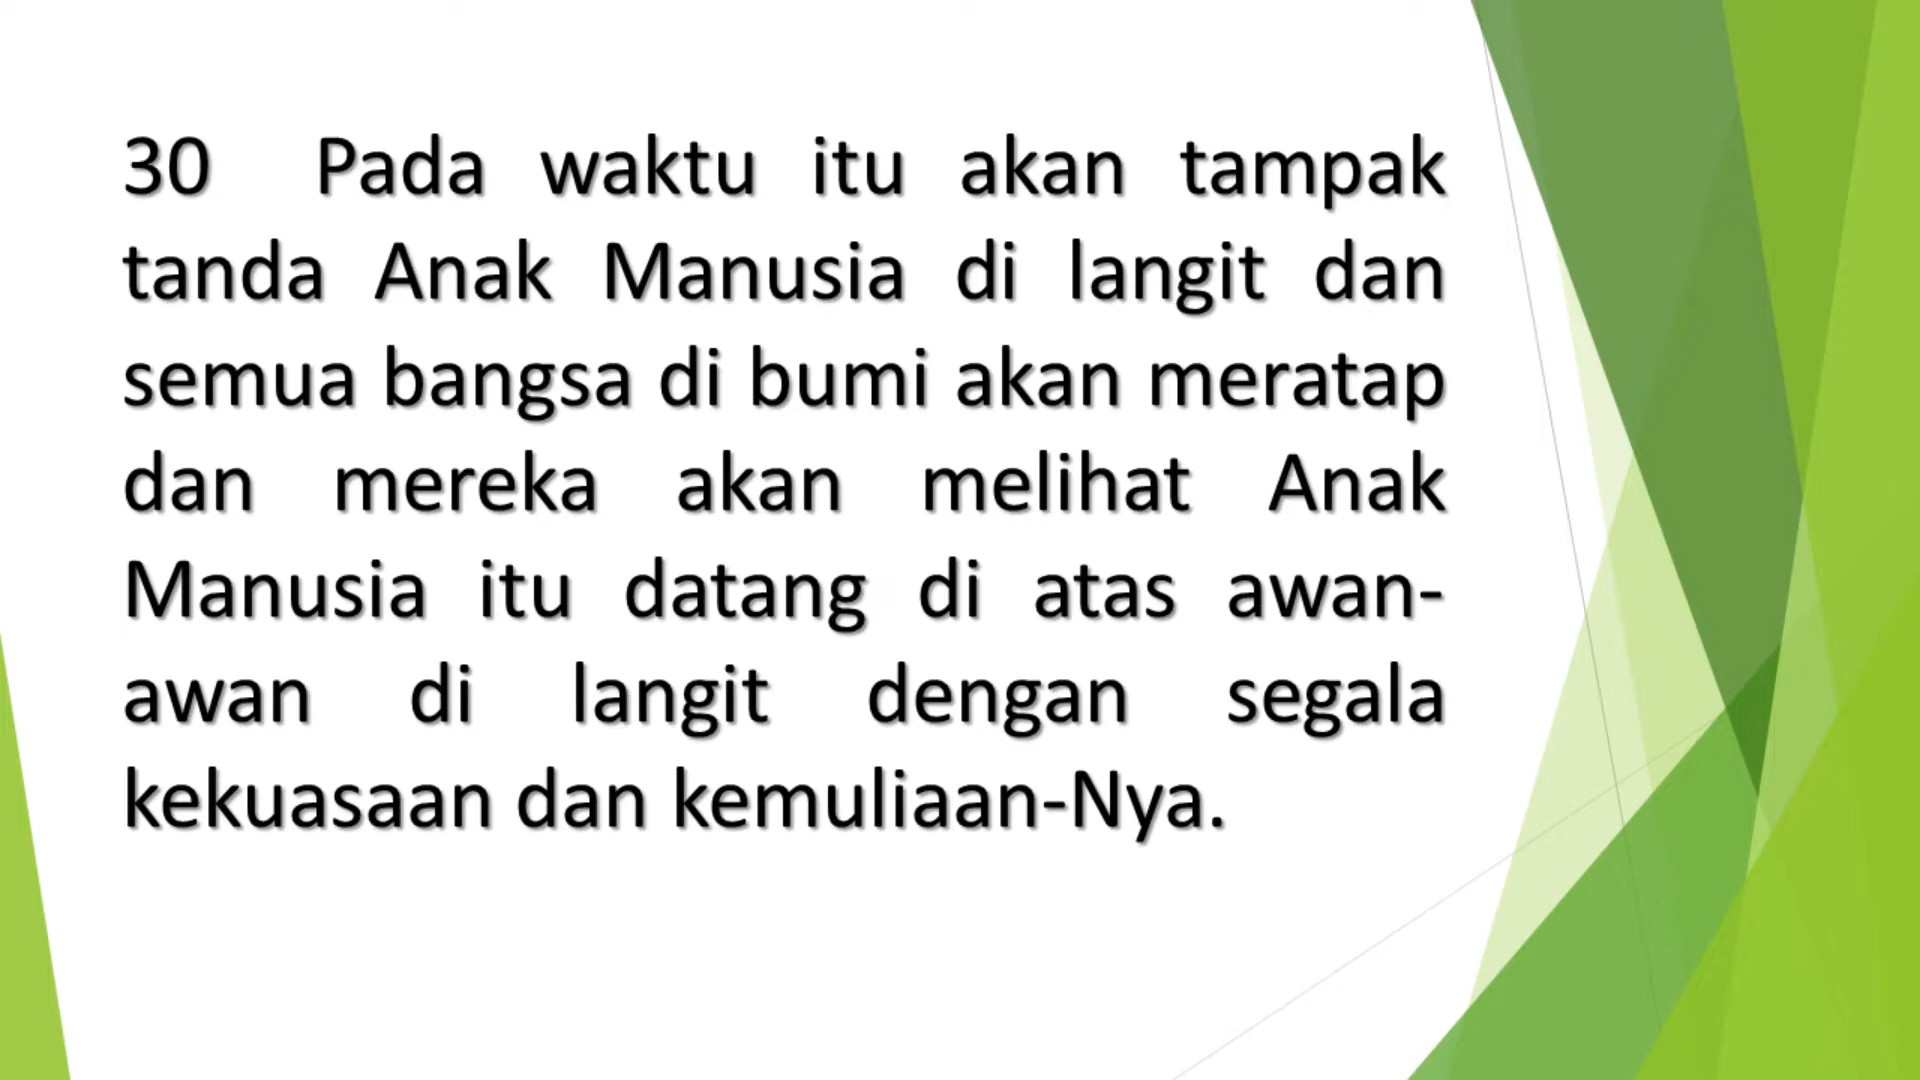 30 Pada waktu itu akan tampak
tanda Anak Manusia di langit dan
semua bangsa di bumi akan meratap
dan mereka akan melihat Anak
Manusia itu datang di atas awan-
awan di langit dengan segala
kekuasaan dan kemuliaan-Nya.